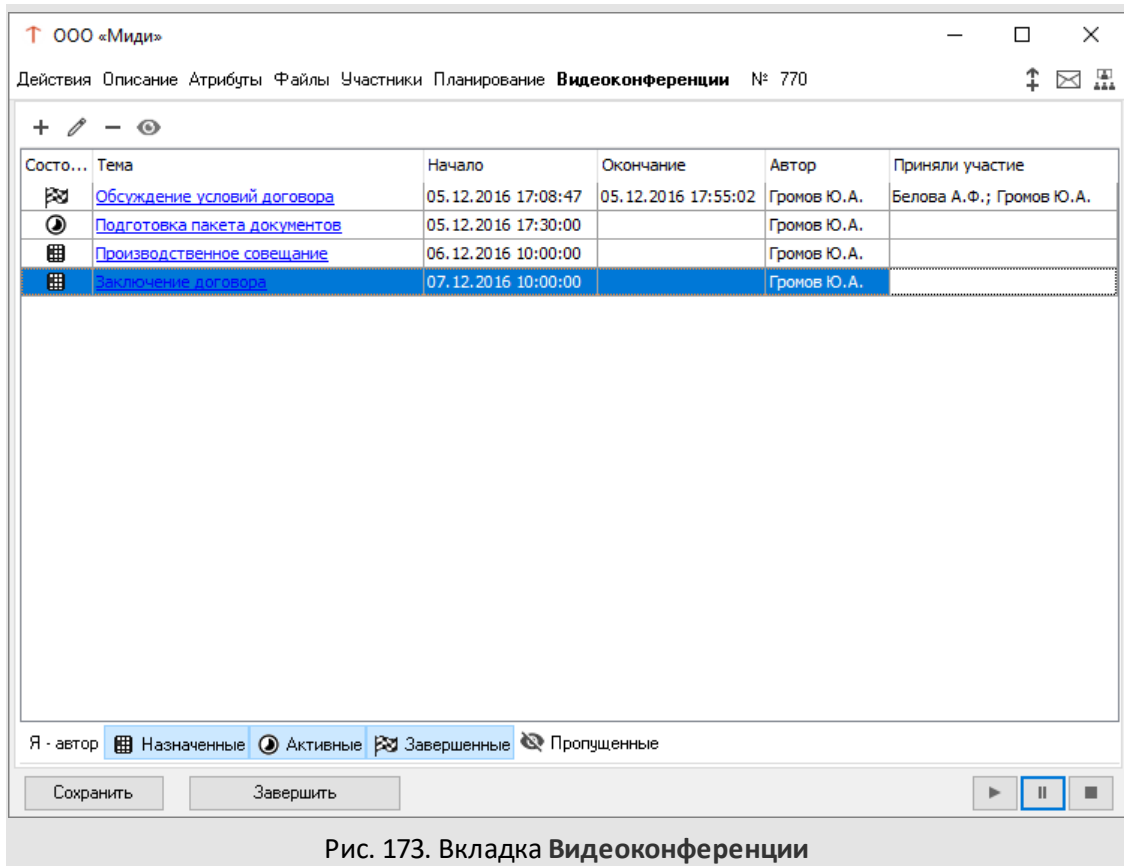 ООО «Миди»
Действия Описание Атрибуты Файлы Участники Планирование Видеоконференции № 770
Состо... Тема Начало Окончание Автор Приняли участие
Обсуждение условий договора 05.12.2016 17:08:47 05.12.2016 17:55:02 Громов Ю.А. Белова А.Ф.; Громов Ю.А.
Подготовка пакета документов 05.12.2016 17:30:00 Громов Ю.А.
Производственное совещание 06.12.2016 10:00:00 Громов Ю.А.
Заключение договора 07.12.2016 10:00:00 Громов Ю.А.
Я - автор Назначенные Активные Завершенные Пропущенные
Сохранить Завершить
Рис. 173. Вкладка Видеоконференции